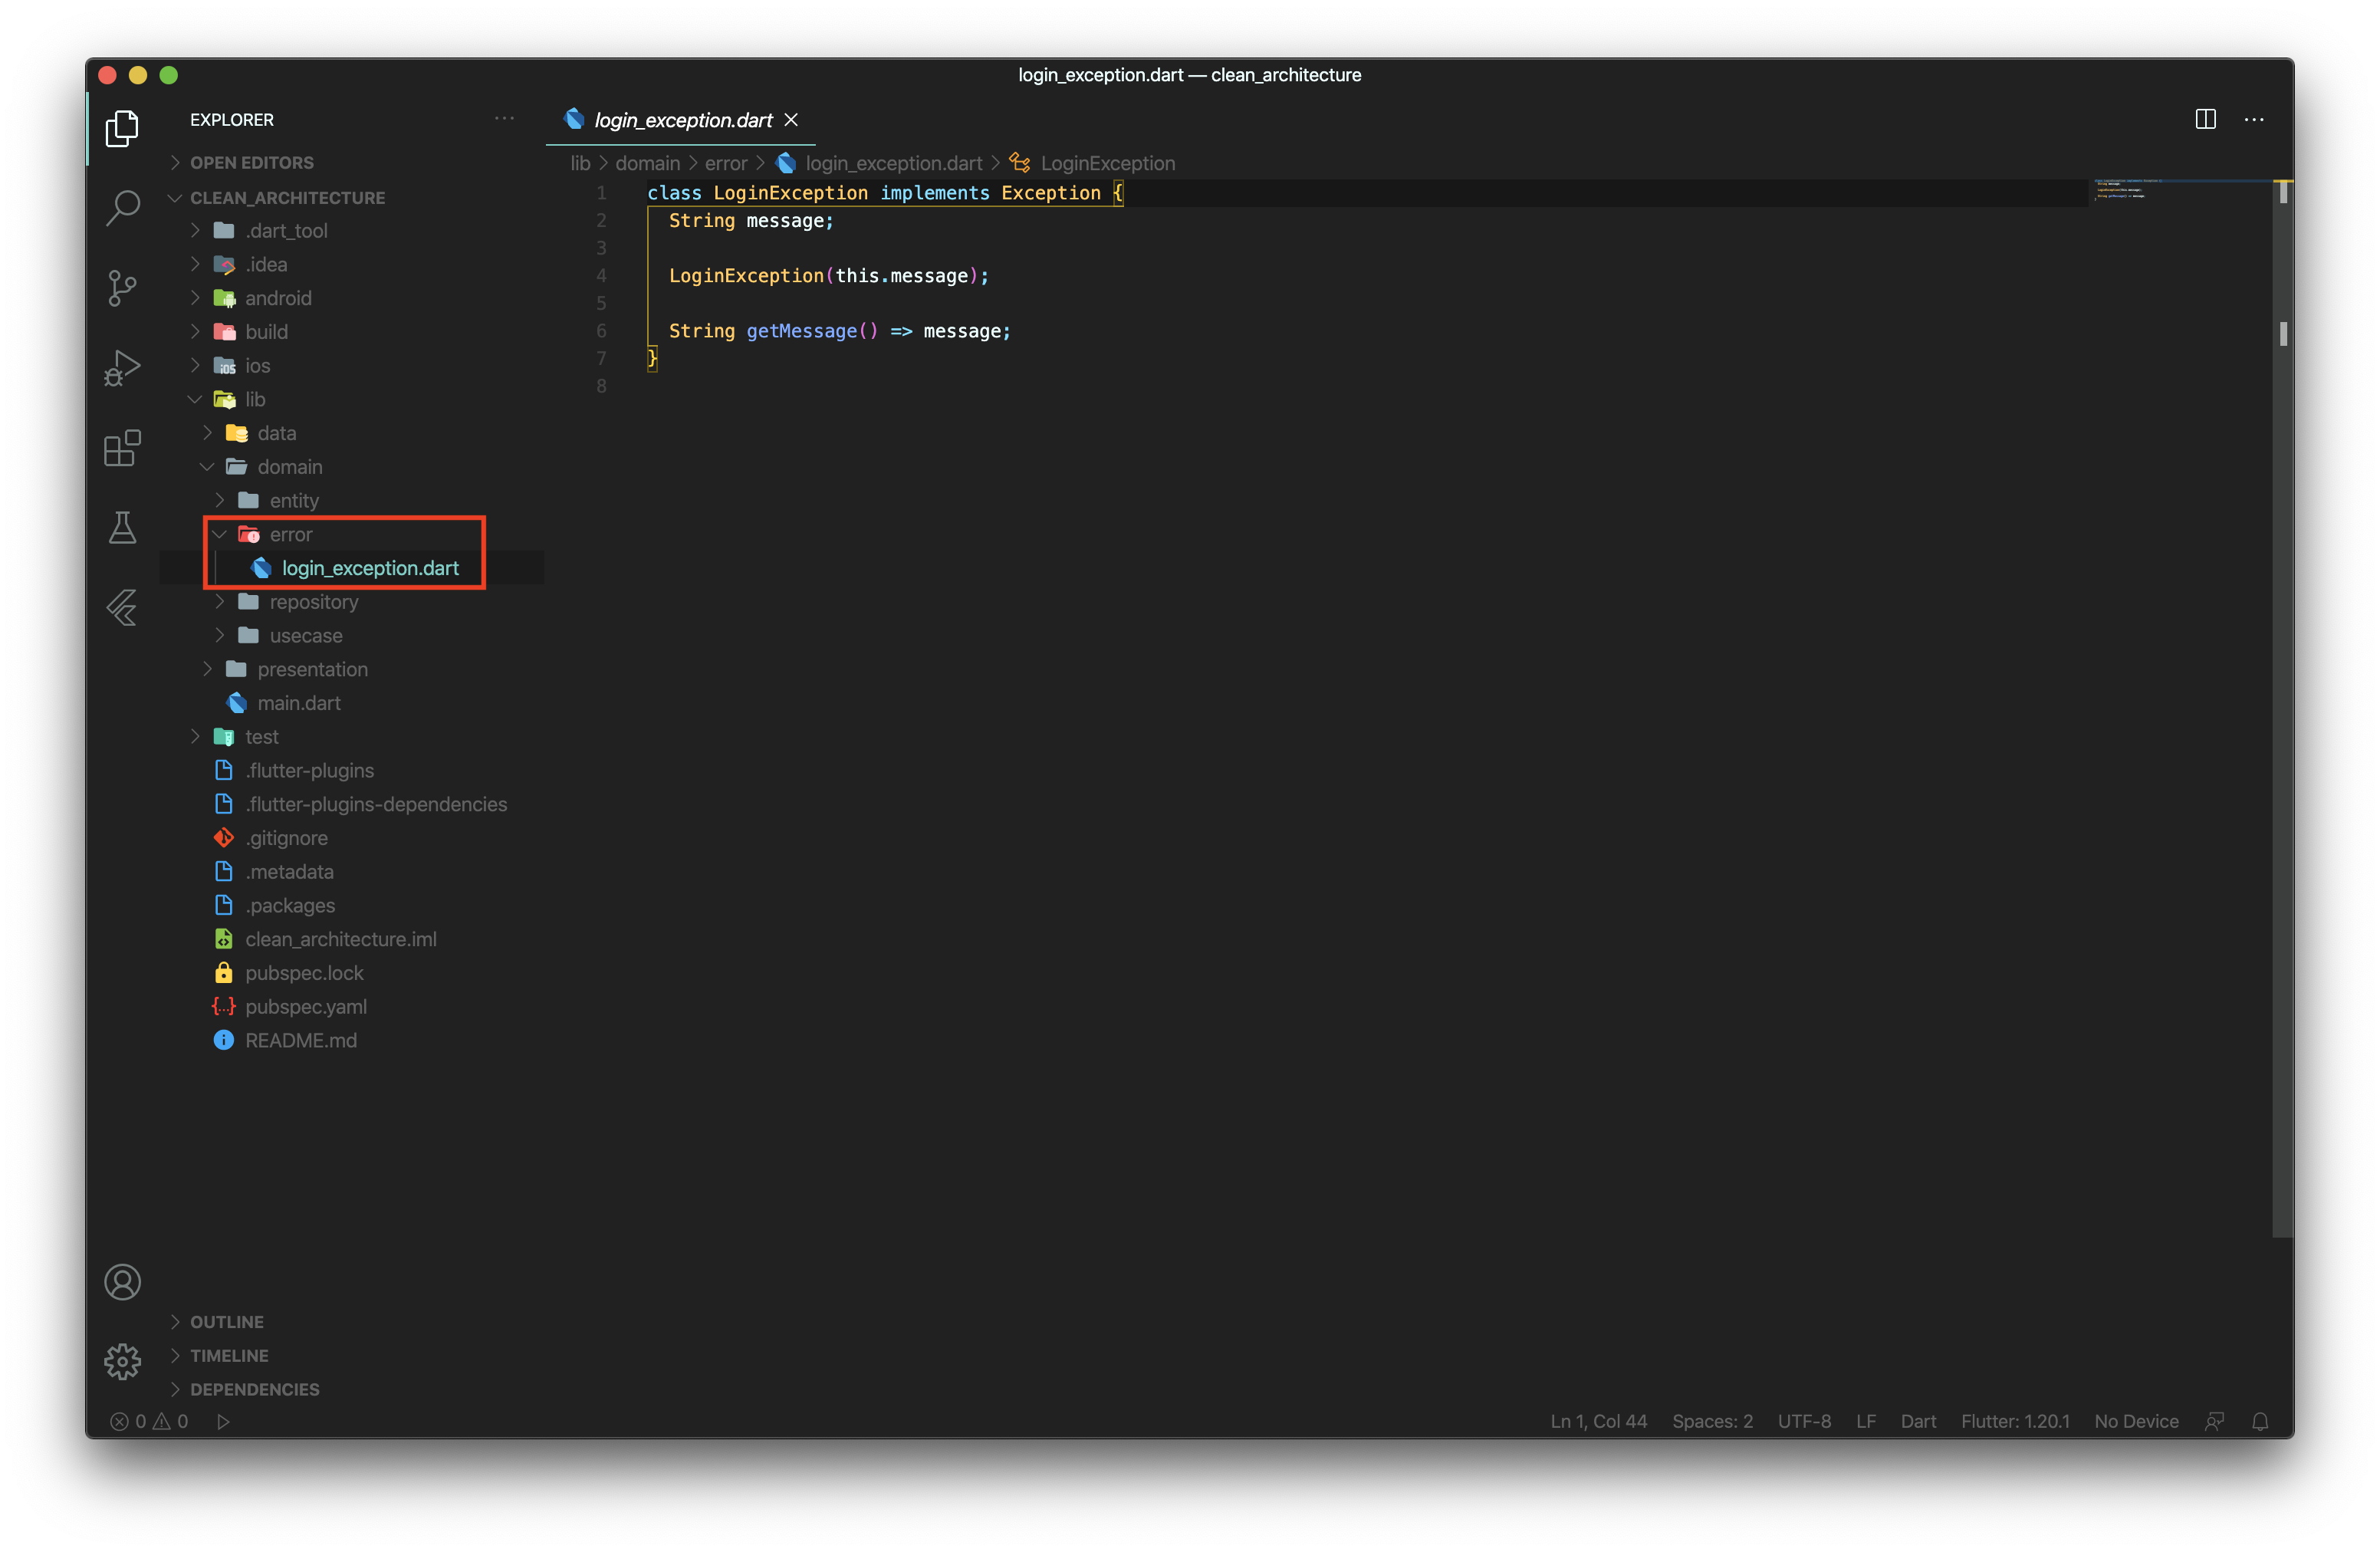 login_exception.dart — clean_architecture
EXPLORER
OPEN EDITORS
CLEAN_ARCHITECTURE
.dart_tool
.idea
android
build
ios
lib
data
domain
entity
error
login_exception.dart
repository
usecase
presentation
main.dart
test
.flutter-plugins
.flutter-plugins-dependencies
.gitignore
.metadata
.packages
clean_architecture.iml
pubspec.lock
pubspec.yaml
README.md
OUTLINE
TIMELINE
DEPENDENCIES
login_exception.dart
lib > domain > error > login_exception.dart > LoginException
1 class LoginException implements Exception {
2 String message;
3
4 LoginException(this.message);
5
6 String getMessage() => message;
7 }
8
0 0 Ln 1, Col 44 Spaces: 2 UTF-8 LF Dart Flutter: 1.20.1 No Device